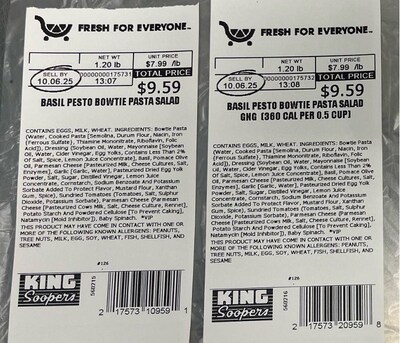 FRESH FOR EVERYONE™
NET WT
UNIT PRICE
1.20 lb
$7.99 /lb
SELL BY
000000000175731
TOTAL PRICE
10.06.25
13:07
$9.59
BASIL PESTO BOWTIE PASTA SALAD
CONTAINS EGGS, MILK, WHEAT. INGREDIENTS: Bowtie Pasta
(Water, Cooked Pasta [Semolina, Durum Flour, Niacin, Iron
(Ferrous Sulfate), Thiamine Mononitrate, Riboflavin, Folic
Acid]), Dressing (Soybean Oil, Water, Mayonnaise [Soybean
Oil, Water, Cider Vinegar, Egg Yolks, Contains Less Than 2%
of Salt, Spice, Lemon Juice Concentrate], Basil, Pomace Olive
Oil, Parmesan Cheese [Pasteurized Milk, Cheese Cultures, Salt,
Enzymes], Garlic [Garlic, Water], Pasteurized Dried Egg Yolk
Powder, Salt, Sugar, Distilled Vinegar, Lemon Juice
Concentrate, Cornstarch, Sodium Benzoate And Potassium
Sorbate Added To Protect Flavor, Mustard Flour, Xanthan
Gum, Spice), Sundried Tomatoes (Tomatoes, Salt, Sulphur
Dioxide, Potassium Sorbate), Parmesan Cheese (Parmesan
Cheese [Pasteurized Cows Milk, Salt, Cheese Culture, Rennet],
Potato Starch And Powdered Cellulose [To Prevent Caking],
Natamycin [Mold Inhibitor]), Baby Spinach. *VIP
THIS PRODUCT MAY HAVE COME IN CONTACT WITH ONE OR
MORE OF THE FOLLOWING KNOWN ALLERGENS: PEANUTS,
TREE NUTS, MILK, EGG, SOY, WHEAT, FISH, SHELLFISH, AND
SESAME
#126
KING
Soopers
560215
2 17573 10959 1
FRESH FOR EVERYONE™
NET WT
UNIT PRICE
1.20 lb
$7.99 /lb
SELL BY
000000000175732
TOTAL PRICE
10.06.25
13:08
$9.59
BASIL PESTO BOWTIE PASTA SALAD
GNG (360 CAL PER 0.5 CUP)
CONTAINS EGGS, MILK, WHEAT. INGREDIENTS: Bowtie Pasta
(Water, Cooked Pasta [Semolina, Durum Flour, Niacin, Iron
(Ferrous Sulfate), Thiamine Mononitrate, Riboflavin, Folic
Acid]), Dressing (Soybean Oil, Water, Mayonnaise [Soybean
Oil, Water, Cider Vinegar, Egg Yolks, Contains Less Than 2%
of Salt, Spice, Lemon Juice Concentrate], Basil, Pomace Olive
Oil, Parmesan Cheese [Pasteurized Milk, Cheese Cultures, Salt,
Enzymes], Garlic [Garlic, Water], Pasteurized Dried Egg Yolk
Powder, Salt, Sugar, Distilled Vinegar, Lemon Juice
Concentrate, Cornstarch, Sodium Benzoate And Potassium
Sorbate Added To Protect Flavor, Mustard Flour, Xanthan
Gum, Spice), Sundried Tomatoes (Tomatoes, Salt, Sulphur
Dioxide, Potassium Sorbate), Parmesan Cheese (Parmesan
Cheese [Pasteurized Cows Milk, Salt, Cheese Culture, Rennet],
Potato Starch And Powdered Cellulose [To Prevent Caking],
Natamycin [Mold Inhibitor]), Baby Spinach. *VIP
THIS PRODUCT MAY HAVE COME IN CONTACT WITH ONE OR
MORE OF THE FOLLOWING KNOWN ALLERGENS: PEANUTS,
TREE NUTS, MILK, EGG, SOY, WHEAT, FISH, SHELLFISH, AND
SESAME
#126
KING
Soopers
560216
2 17573 20959 8